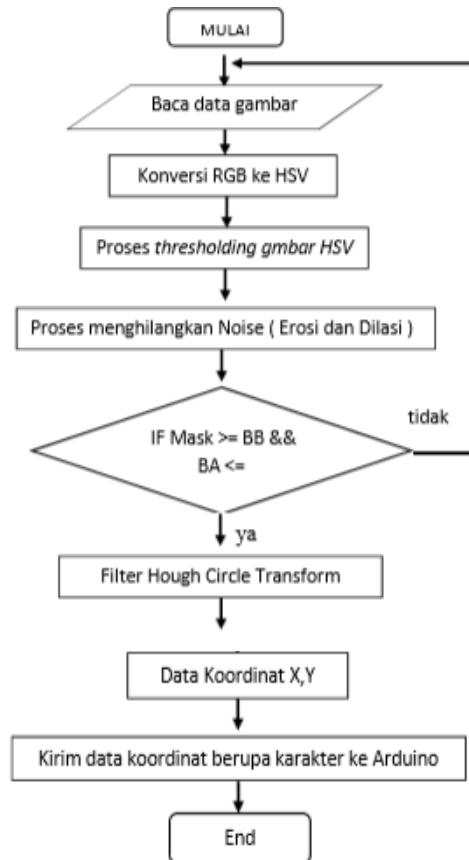 MULAI
Baca data gambar
Konversi RGB ke HSV
Proses thresholding gmbar HSV
Proses menghilangkan Noise ( Erosi dan Dilasi )
IF Mask >= BB &&
BA <=
tidak
ya
Filter Hough Circle Transform
Data Koordinat X,Y
Kirim data koordinat berupa karakter ke Arduino
End